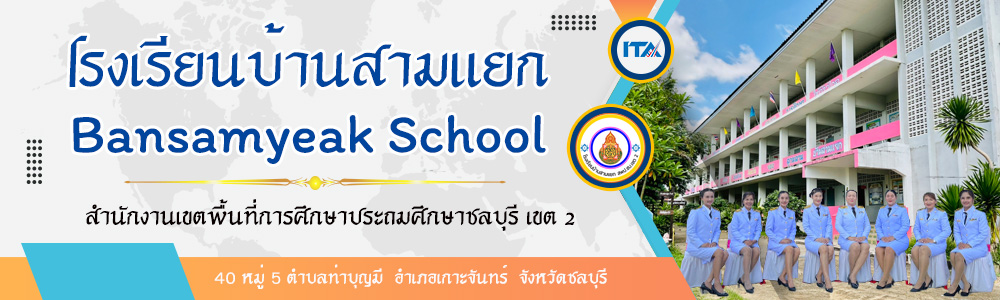 โรงเรียนบ้านสามแยก
Bansamyeak School
สำนักงานเขตพื้นที่การศึกษาประถมศึกษาชลบุรี เขต 2
40 หมู่ 5 ตำบลท่าบุญมี อำเภอเกาะจันทร์ จังหวัดชลบุรี
ITA